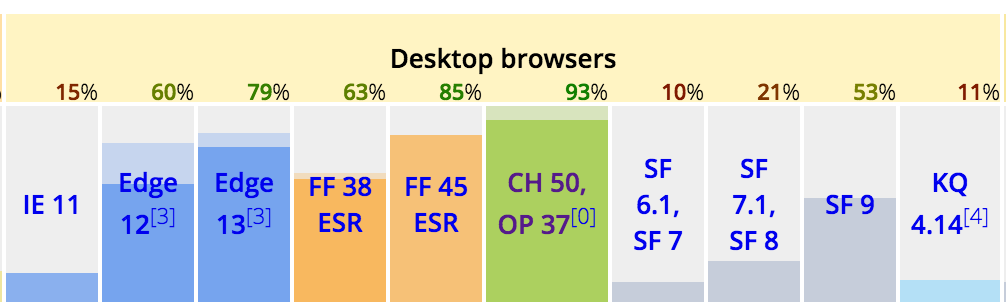 Desktop browsers
15% 60% 79% 63% 85% 93% 10% 21% 53% 11%
IE 11
Edge
12[3]
Edge
13[3]
FF 38
ESR
FF 45
ESR
CH 50,
OP 37[0]
SF
6.1,
SF 7
SF
7.1,
SF 8
SF 9
KQ
4.14[4]